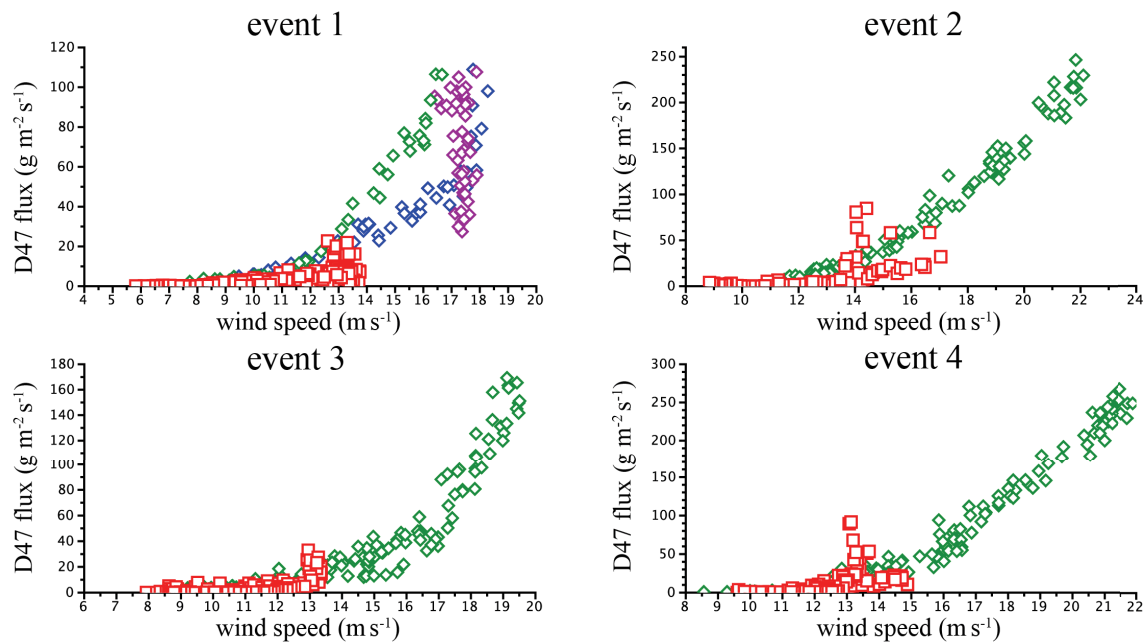 event 1
D47 flux (g m⁻² s⁻¹)
120
100
80
60
40
20
0
4 5 6 7 8 9 10 11 12 13 14 15 16 17 18 19 20
wind speed (m s⁻¹)
event 2
D47 flux (g m⁻² s⁻¹)
250
200
150
100
50
0
8 10 12 14 16 18 20 22 24
wind speed (m s⁻¹)
event 3
D47 flux (g m⁻² s⁻¹)
180
160
140
120
100
80
60
40
20
0
6 7 8 9 10 11 12 13 14 15 16 17 18 19 20
wind speed (m s⁻¹)
event 4
D47 flux (g m⁻² s⁻¹)
300
250
200
150
100
50
0
8 9 10 11 12 13 14 15 16 17 18 19 20 21 22
wind speed (m s⁻¹)